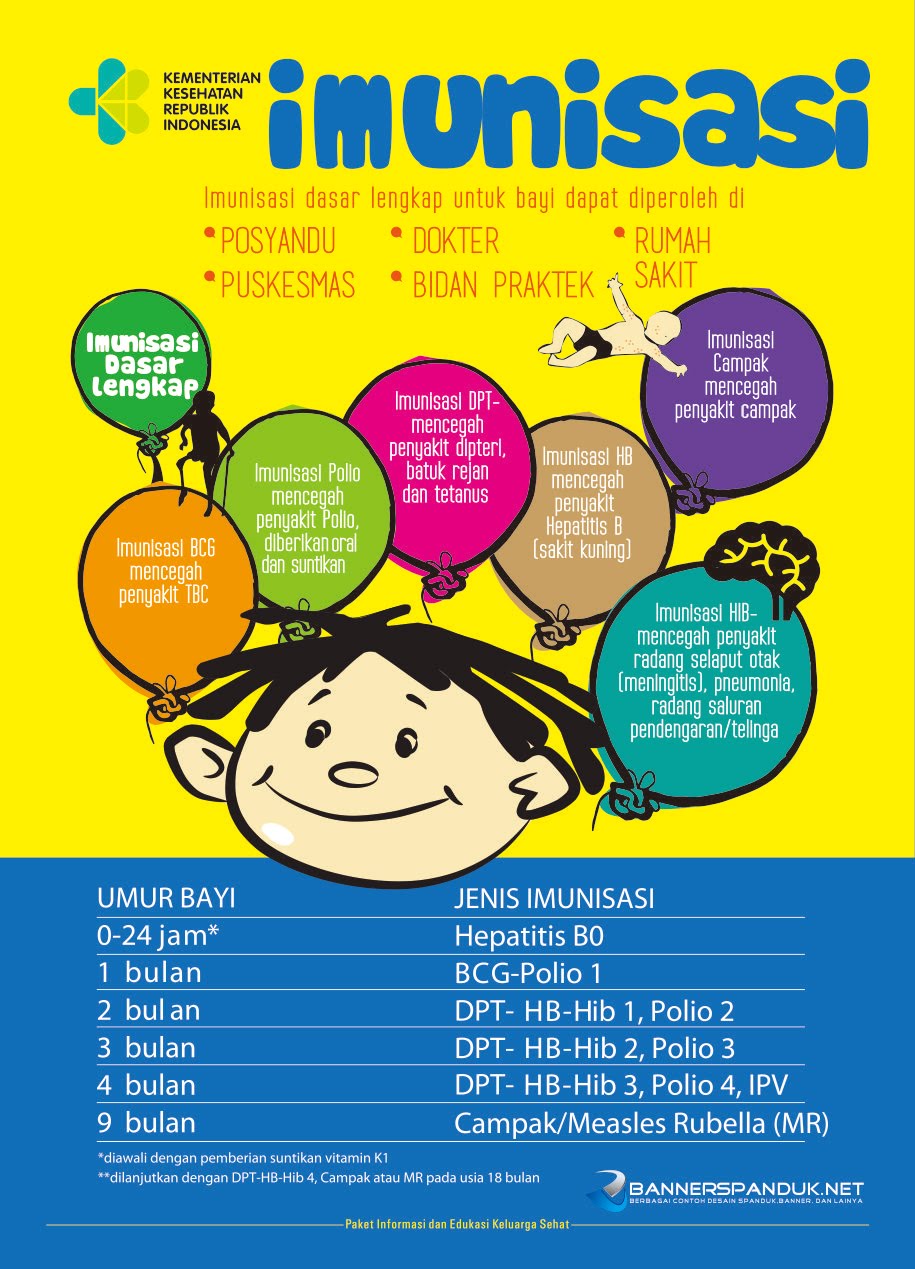 KEMENTERIAN
KESEHATAN
REPUBLIK
INDONESIA
imunisasi
Imunisasi dasar lengkap untuk bayi dapat diperoleh di
POSYANDU
PUSKESMAS
DOKTER
BIDAN PRAKTEK
RUMAH
SAKIT
Imunisasi
Dasar
Lengkap
Imunisasi BCG
mencegah
penyakit TBC
Imunisasi Polio
mencegah
penyakit Polio,
diberikan oral
dan suntikan
Imunisasi DPT-
mencegah
penyakit dipteri,
batuk rejan
dan tetanus
Imunisasi HB
mencegah
penyakit
Hepatitis B
(sakit kuning)
Imunisasi
Campak
mencegah
penyakit campak
Imunisasi HIB-
mencegah penyakit
radang selaput otak
(meningitis), pneumonia,
radang saluran
pendengaran/telinga
UMUR BAYI JENIS IMUNISASI
0-24 jam* Hepatitis B0
1 bulan BCG-Polio 1
2 bulan DPT- HB-Hib 1, Polio 2
3 bulan DPT- HB-Hib 2, Polio 3
4 bulan DPT- HB-Hib 3, Polio 4, IPV
9 bulan Campak/Measles Rubella (MR)
*diawali dengan pemberian suntikan vitamin K1
**dilanjutkan dengan DPT-HB-Hib 4, Campak atau MR pada usia 18 bulan
BANNERSPANDUK.NET
BERBAGAI CONTOH DESAIN SPANDUK,BANNER, DAN LAINYA
Paket Informasi dan Edukasi Keluarga Sehat